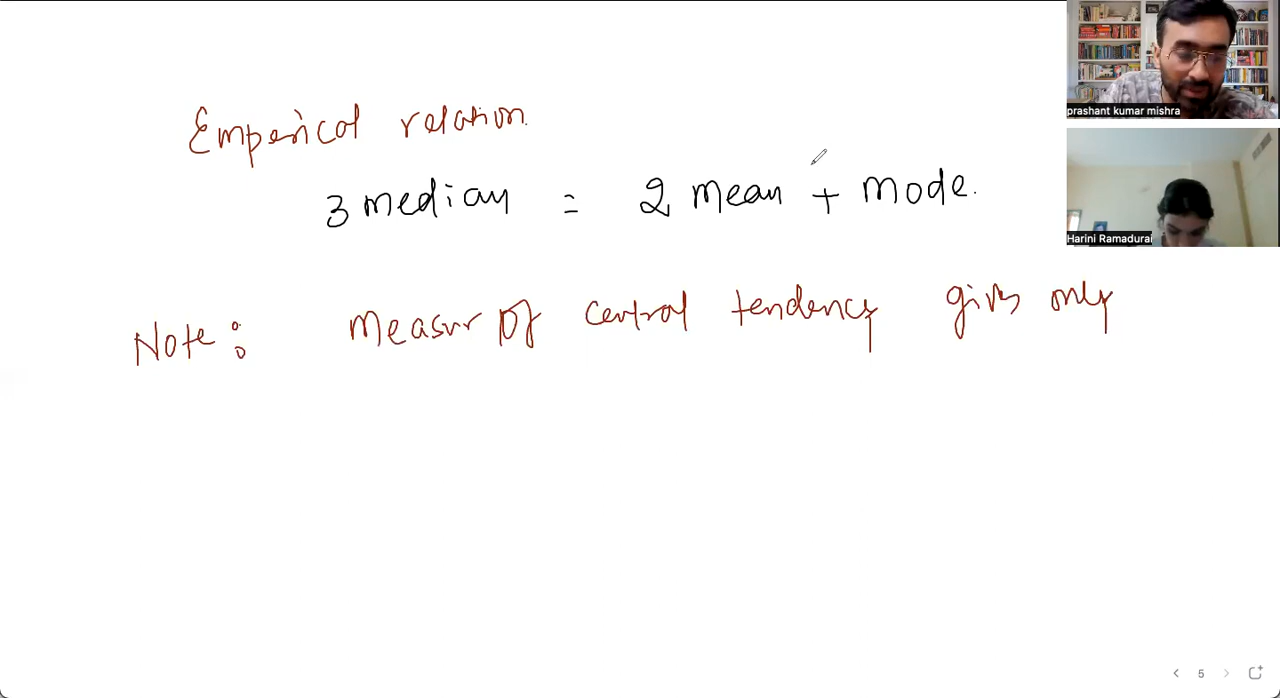 Emperical relation.
3 median = 2 mean + mode.
Note: Measur of central tendency givs only
prashant kumar mishra
Harini Ramadurai
5